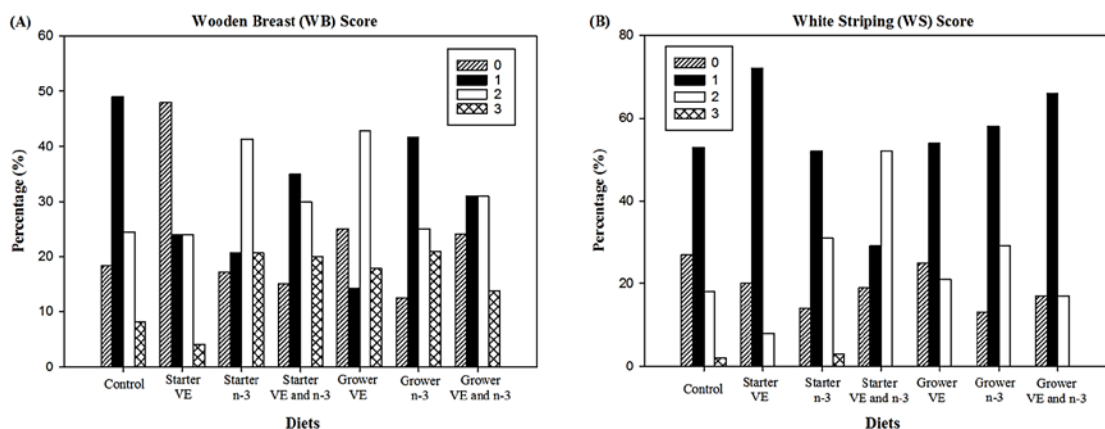 (A)
Wooden Breast (WB) Score
60
50
40
30
20
10
0
Percentage (%)
0
1
2
3
Control
Starter
VE
Starter
n-3
Starter
VE and n-3
Grower
VE
Grower
n-3
Grower
VE and n-3
Diets
(B)
White Striping (WS) Score
80
60
40
20
0
Percentage (%)
0
1
2
3
Control
Starter
VE
Starter
n-3
Starter
VE and n-3
Grower
VE
Grower
n-3
Grower
VE and n-3
Diets